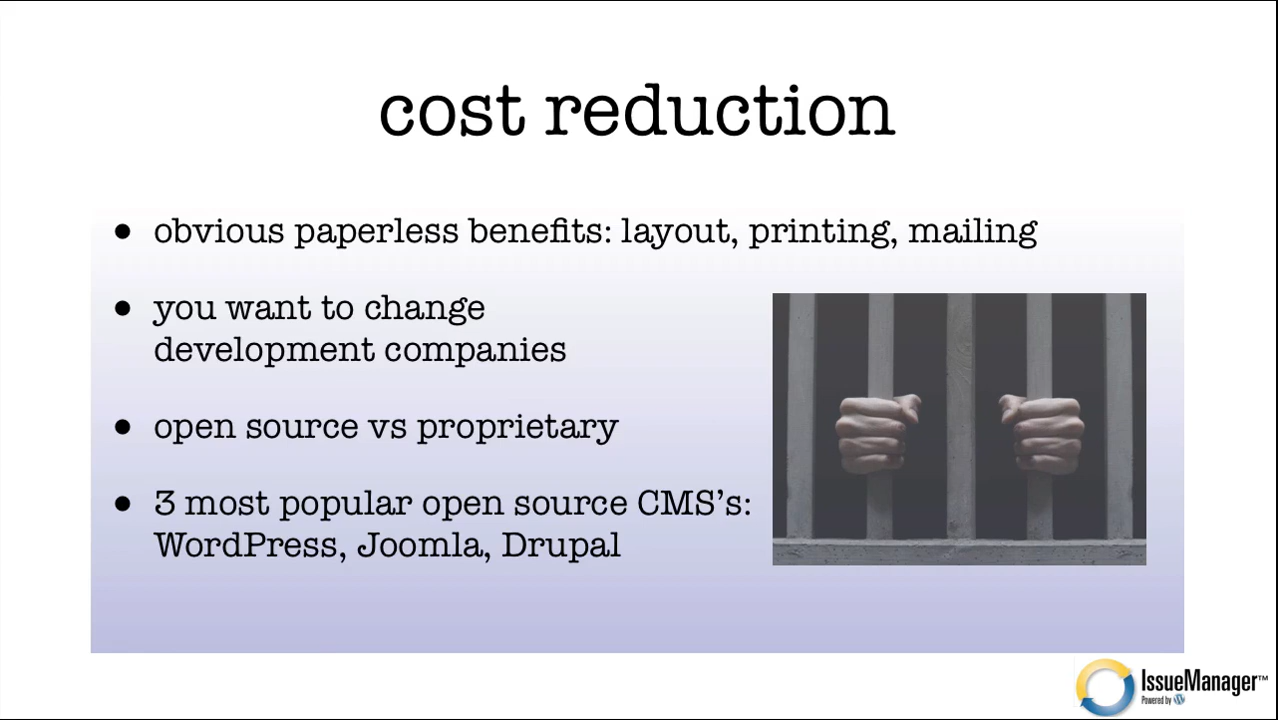 cost reduction
• obvious paperless benefits: layout, printing, mailing
• you want to change
development companies
• open source vs proprietary
• 3 most popular open source CMS's:
WordPress, Joomla, Drupal
IssueManager™
Powered by